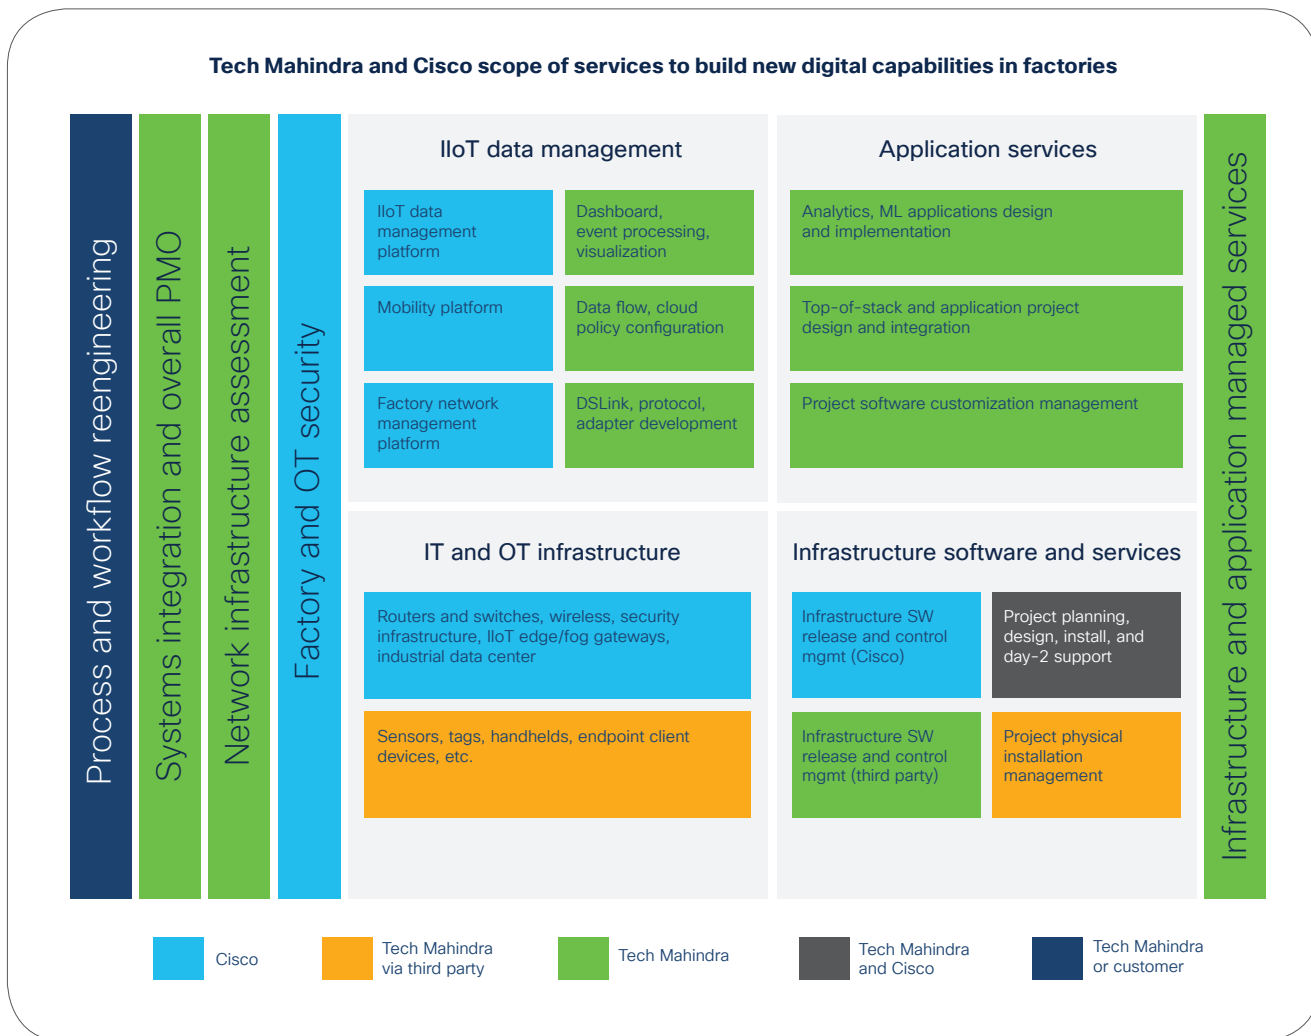 Tech Mahindra and Cisco scope of services to build new digital capabilities in factories
Process and workflow reengineering
Systems integration and overall PMO
Network infrastructure assessment
Factory and OT security
IIoT data management
IIoT data
management
platform
Dashboard,
event processing,
visualization
Mobility platform
Data flow, cloud
policy configuration
Factory network
management
platform
DSLink, protocol,
adapter development
Application services
Analytics, ML applications design
and implementation
Top-of-stack and application project
design and integration
Project software customization management
IT and OT infrastructure
Routers and switches, wireless, security
infrastructure, IIoT edge/fog gateways,
industrial data center
Sensors, tags, handhelds, endpoint client
devices, etc.
Infrastructure software and services
Infrastructure SW
release and control
mgmt (Cisco)
Project planning,
design, install, and
day-2 support
Infrastructure SW
release and control
mgmt (third party)
Project physical
installation
management
Infrastructure and application managed services
Cisco
Tech Mahindra
via third party
Tech Mahindra
Tech Mahindra
and Cisco
Tech Mahindra
or customer